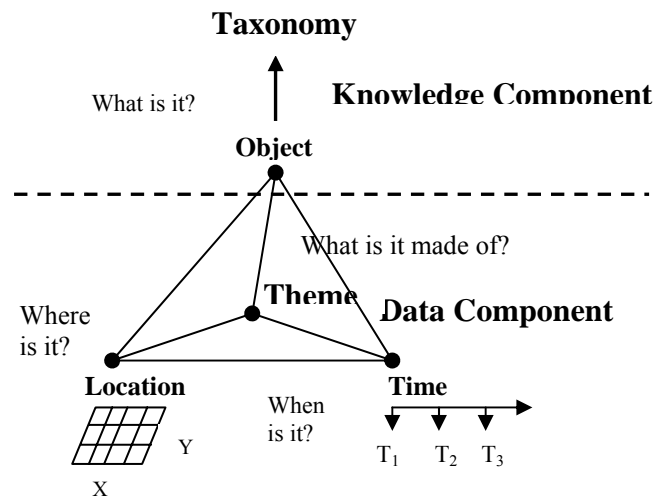 Taxonomy
What is it?
Knowledge Component
Object
What is it made of?
Theme
Data Component
Where
is it?
Location
Time
When
is it?
Y
X
T1 T2 T3